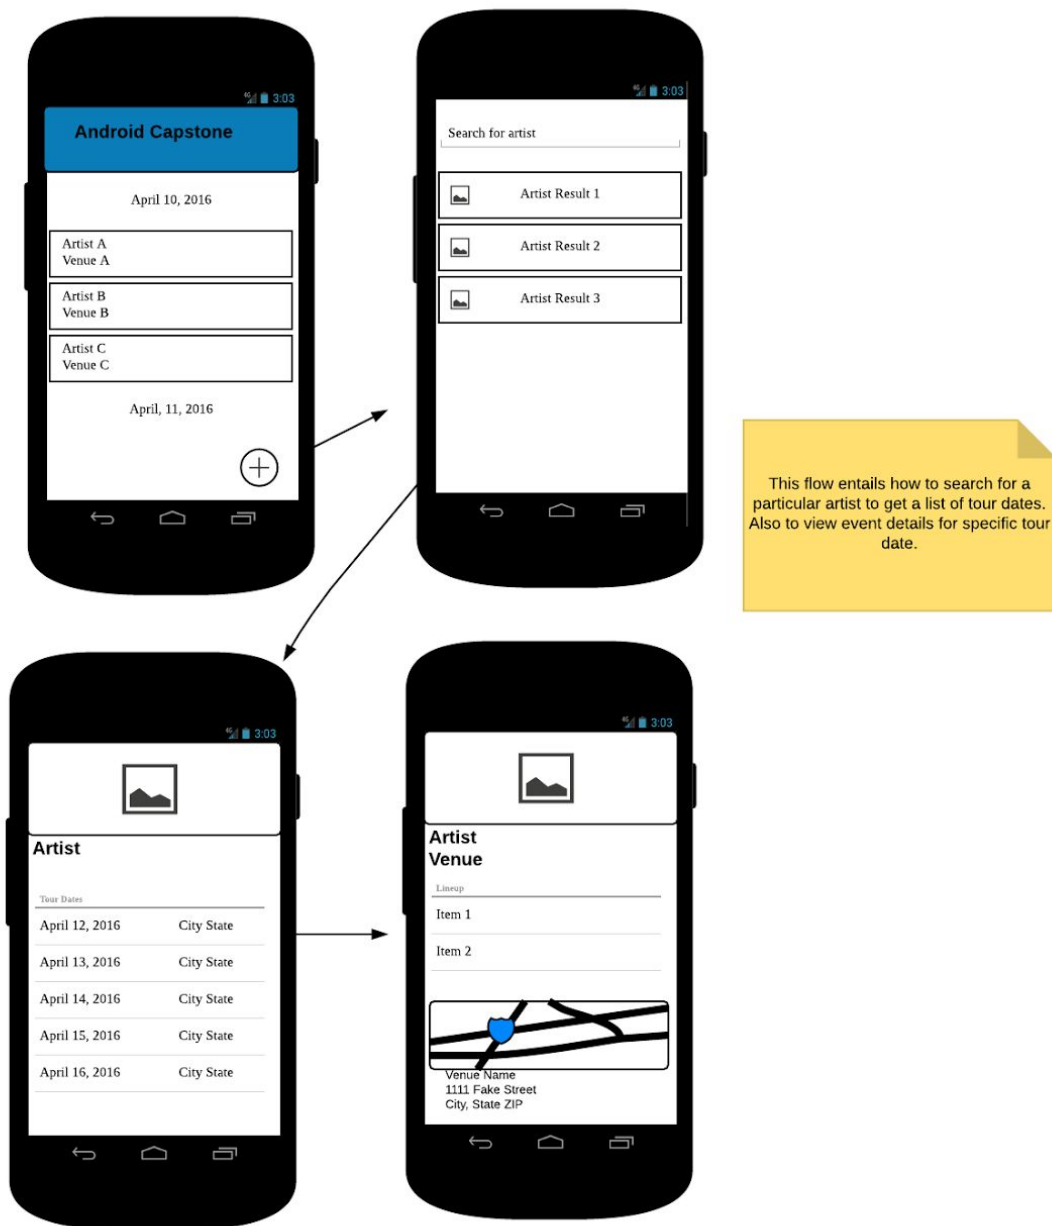 4G 3:03
Android Capstone
April 10, 2016
Artist A
Venue A
Artist B
Venue B
Artist C
Venue C
April, 11, 2016
4G 3:03
Search for artist
Artist Result 1
Artist Result 2
Artist Result 3
This flow entails how to search for a
particular artist to get a list of tour dates.
Also to view event details for specific tour
date.
4G 3:03
Artist
Tour Dates
April 12, 2016 City State
April 13, 2016 City State
April 14, 2016 City State
April 15, 2016 City State
April 16, 2016 City State
4G 3:03
Artist
Venue
Lineup
Item 1
Item 2
Venue Name
1111 Fake Street
City, State ZIP